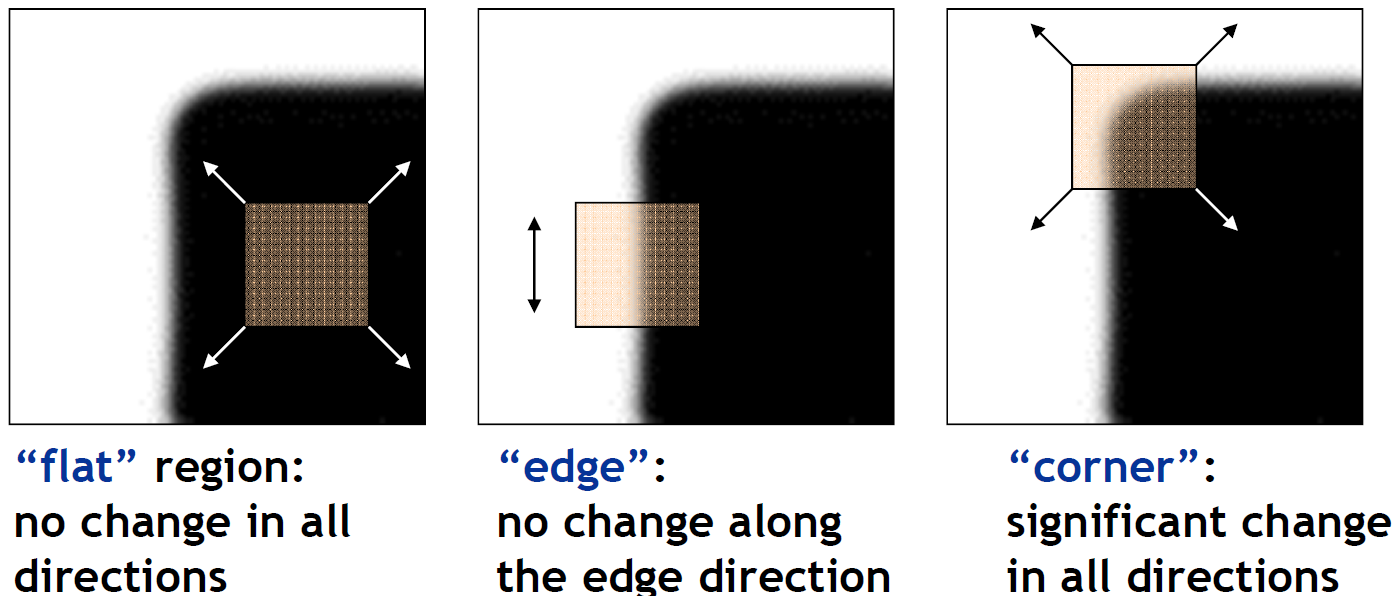 “flat” region:
no change in all
directions
“edge”:
no change along
the edge direction
“corner”:
significant change
in all directions